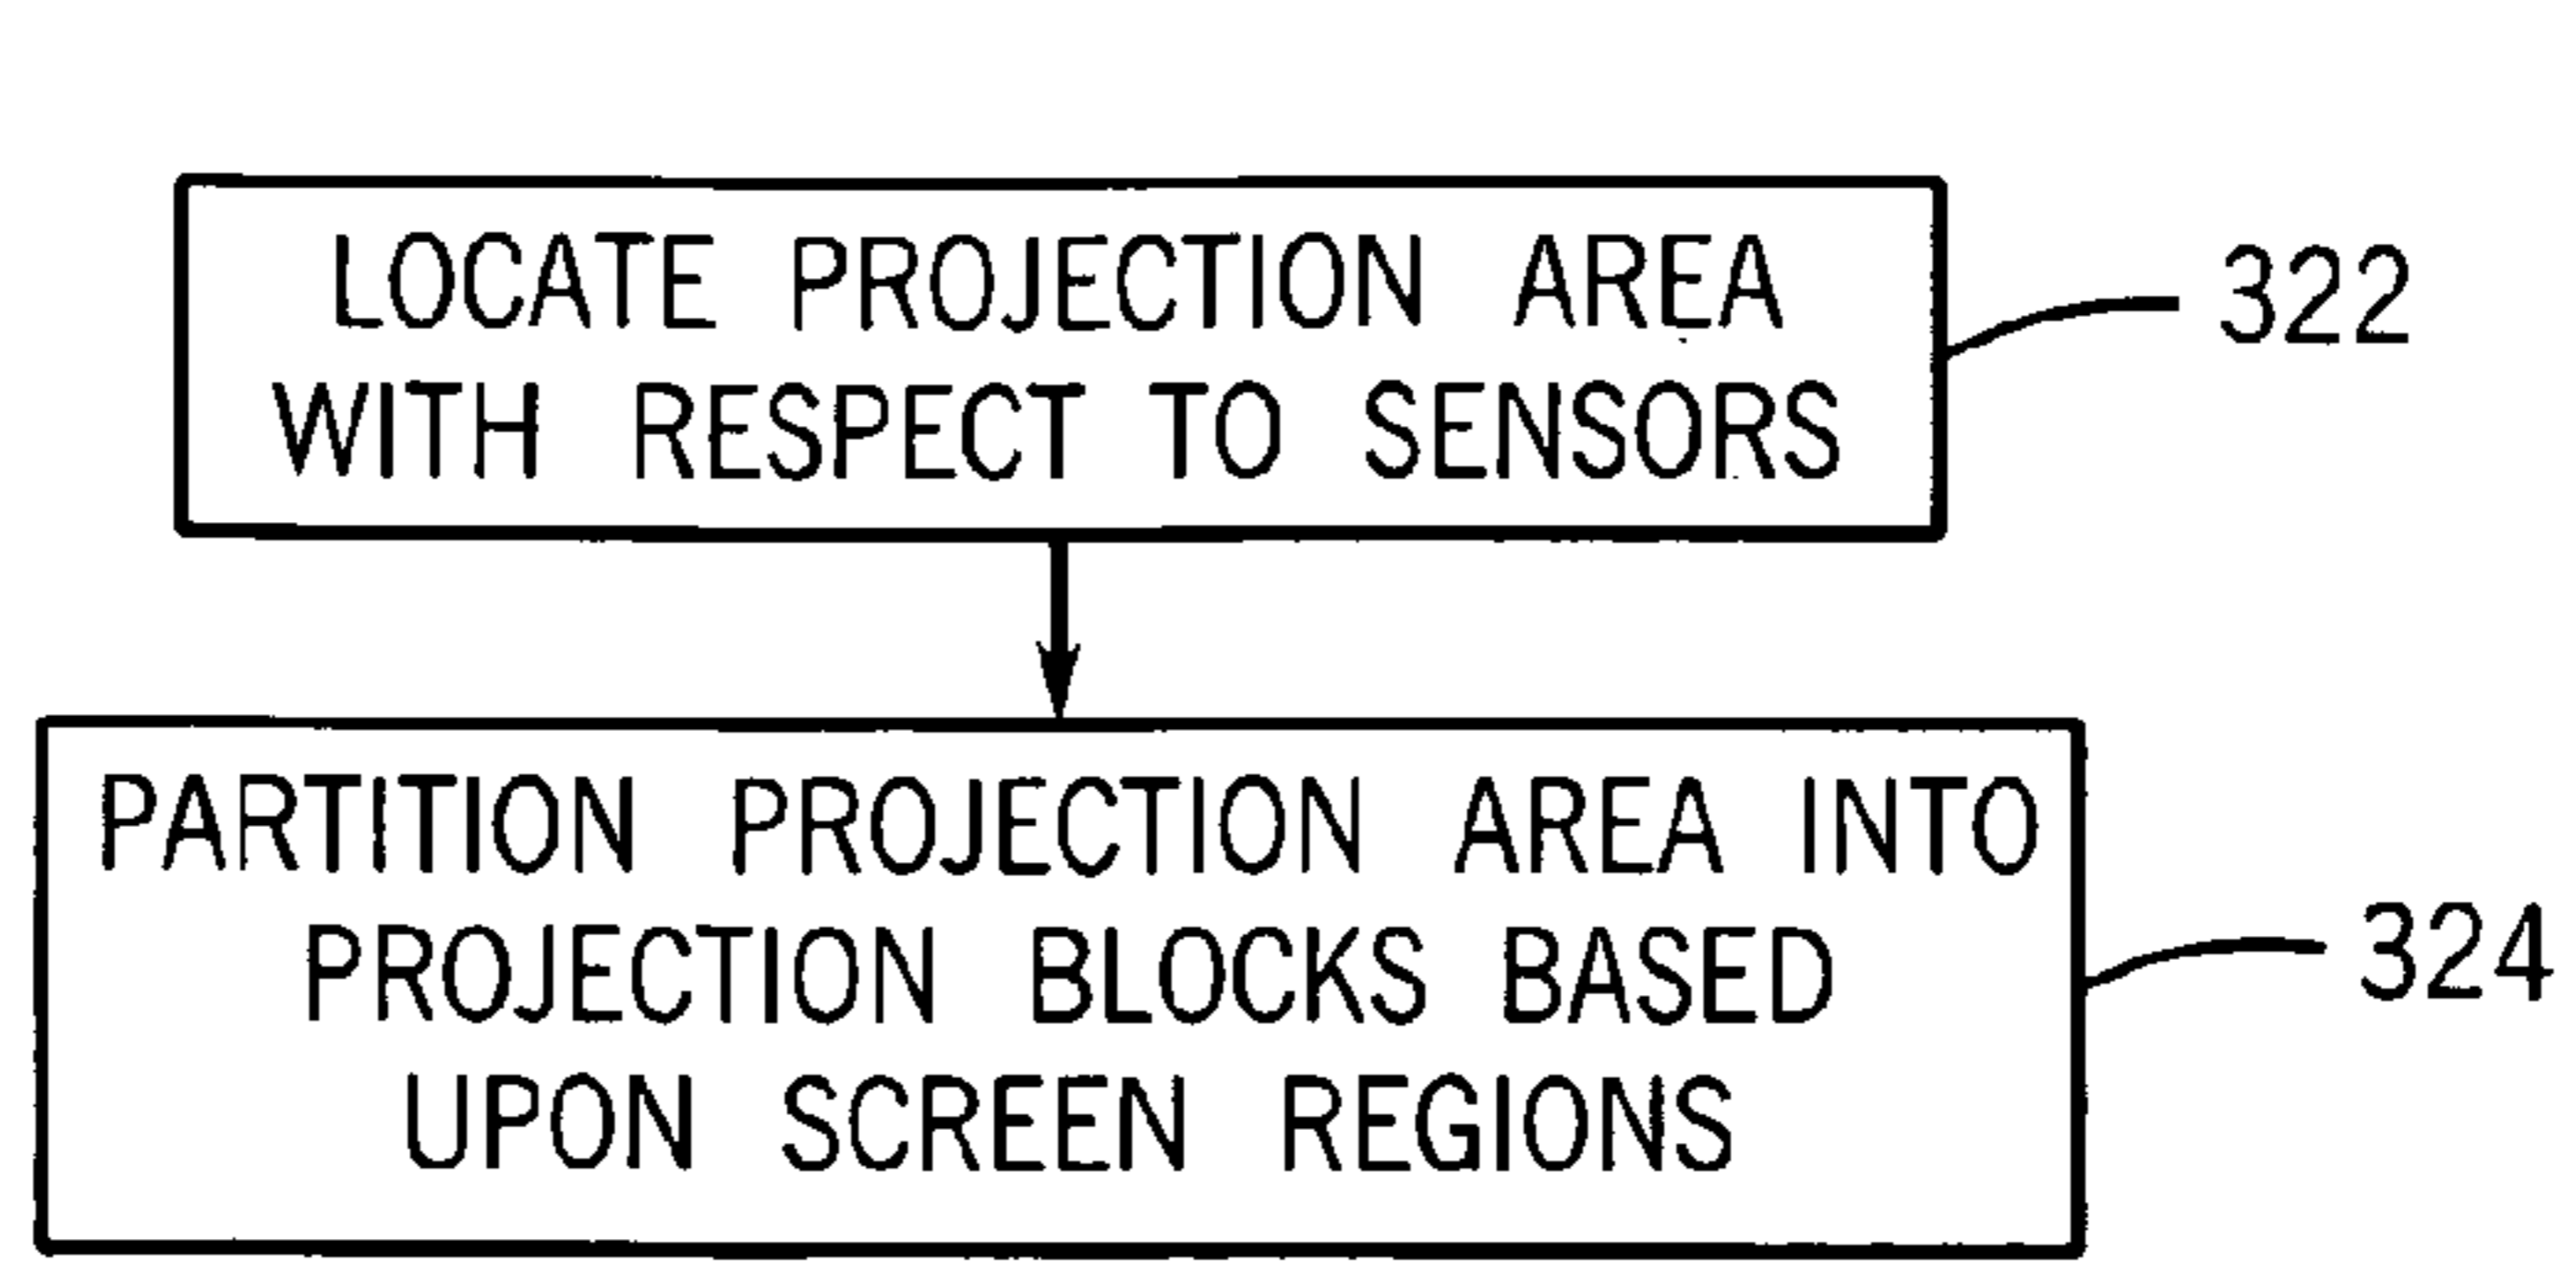 LOCATE PROJECTION AREA
WITH RESPECT TO SENSORS
322
PARTITION PROJECTION AREA INTO
PROJECTION BLOCKS BASED
UPON SCREEN REGIONS
324